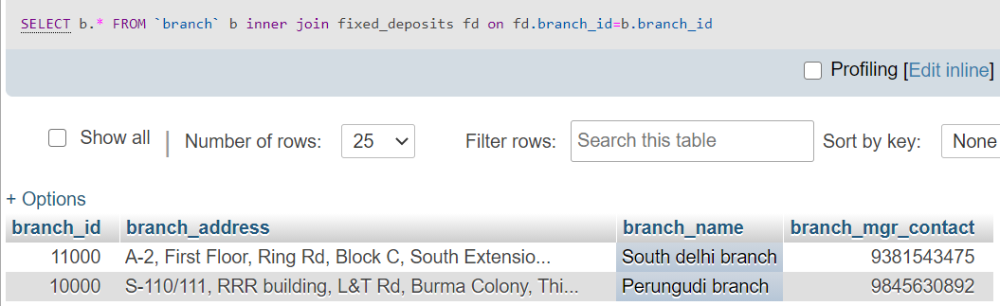 SELECT b.* FROM `branch` b inner join fixed_deposits fd on fd.branch_id=b.branch_id
Profiling [Edit inline]
Show all | Number of rows: 25 Filter rows: Search this table Sort by key: None
+ Options
branch_id branch_address branch_name branch_mgr_contact
11000 A-2, First Floor, Ring Rd, Block C, South Extensio... South delhi branch 9381543475
10000 S-110/111, RRR building, L&T Rd, Burma Colony, Thi... Perungudi branch 9845630892